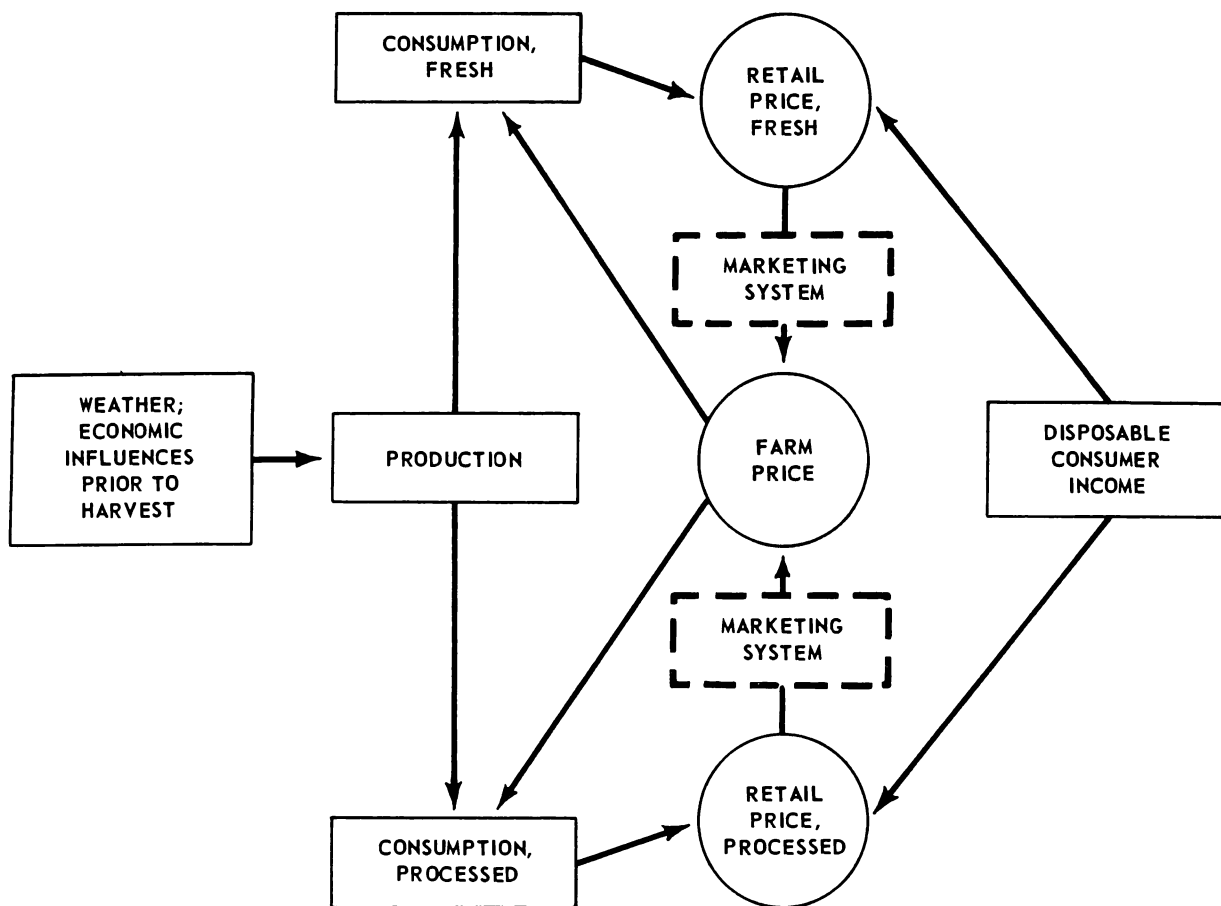 CONSUMPTION,
FRESH
RETAIL
PRICE,
FRESH
MARKETING
SYSTEM
WEATHER;
ECONOMIC
INFLUENCES
PRIOR TO
HARVEST
PRODUCTION
FARM
PRICE
DISPOSABLE
CONSUMER
INCOME
MARKETING
SYSTEM
CONSUMPTION,
PROCESSED
RETAIL
PRICE,
PROCESSED